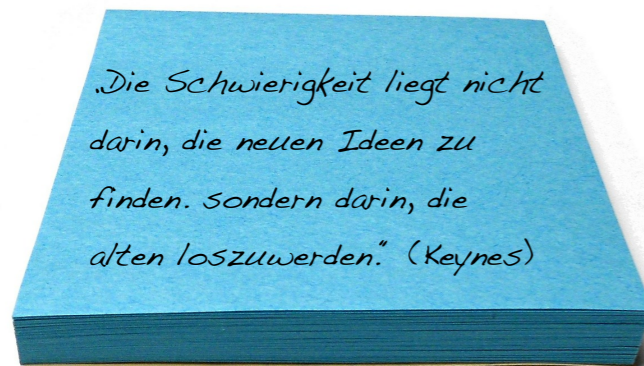 „Die Schwierigkeit liegt nicht
darin, die neuen Ideen zu
finden. sondern darin, die
alten loszuwerden.“ (Keynes)